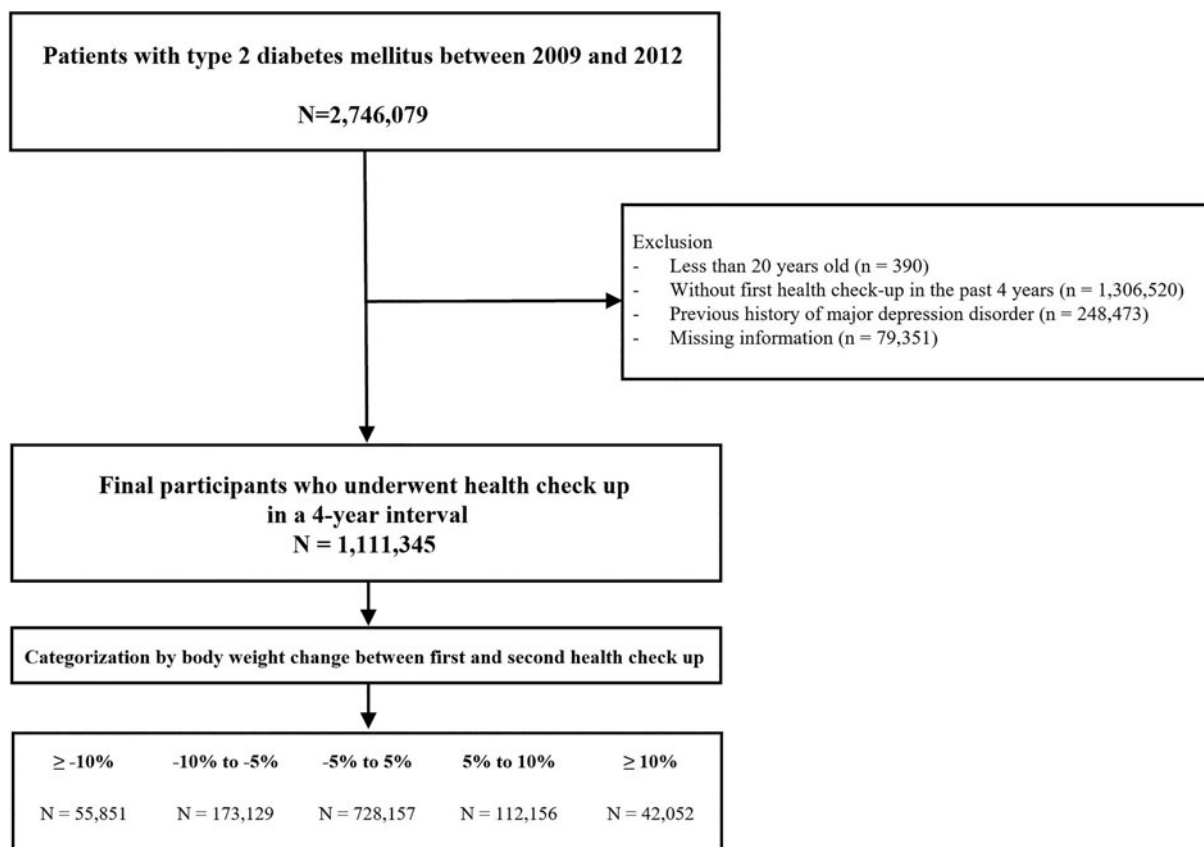 Patients with type 2 diabetes mellitus between 2009 and 2012
N=2,746,079
Exclusion
- Less than 20 years old (n = 390)
- Without first health check-up in the past 4 years (n = 1,306,520)
- Previous history of major depression disorder (n = 248,473)
- Missing information (n = 79,351)
Final participants who underwent health check up
in a 4-year interval
N = 1,111,345
Categorization by body weight change between first and second health check up
≥ -10% -10% to -5% -5% to 5% 5% to 10% ≥ 10%
N = 55,851 N = 173,129 N = 728,157 N = 112,156 N = 42,052